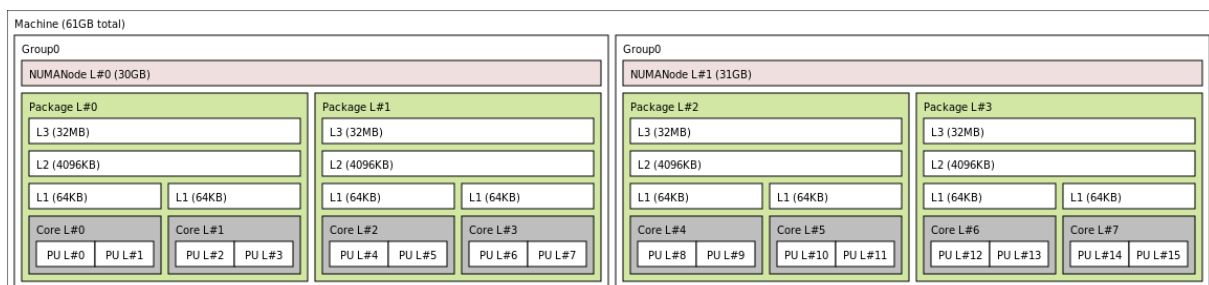 Machine (61GB total)
Group0
NUMANode L#0 (30GB)
Package L#0
L3 (32MB)
L2 (4096KB)
L1 (64KB) L1 (64KB)
Core L#0 Core L#1
PU L#0 PU L#1 PU L#2 PU L#3
Package L#1
L3 (32MB)
L2 (4096KB)
L1 (64KB) L1 (64KB)
Core L#2 Core L#3
PU L#4 PU L#5 PU L#6 PU L#7
Group0
NUMANode L#1 (31GB)
Package L#2
L3 (32MB)
L2 (4096KB)
L1 (64KB) L1 (64KB)
Core L#4 Core L#5
PU L#8 PU L#9 PU L#10 PU L#11
Package L#3
L3 (32MB)
L2 (4096KB)
L1 (64KB) L1 (64KB)
Core L#6 Core L#7
PU L#12 PU L#13 PU L#14 PU L#15